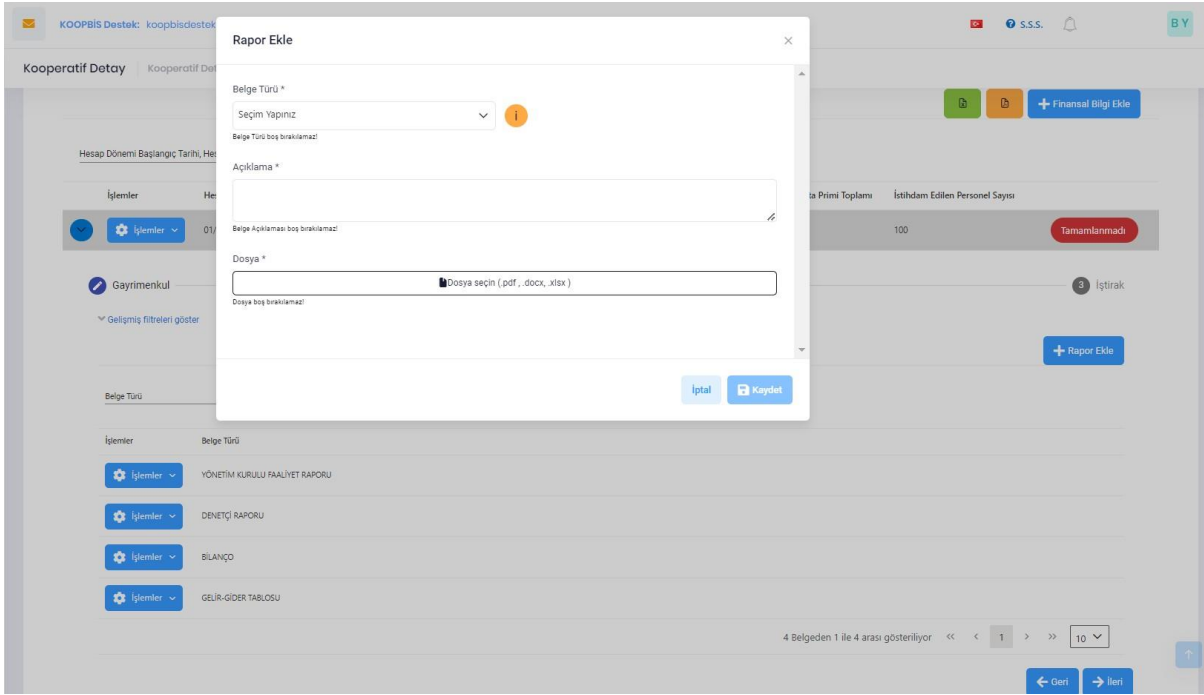 KOOPBİS Destek: koopbisdestek
S.S.S.
B Y
Kooperatif Detay
Kooperatif Det
Rapor Ekle
Belge Türü *
Seçim Yapınız
i
Belge Türü boş bırakılamaz!
Açıklama *
Belge Açıklaması boş bırakılamaz!
Dosya *
Dosya seçin (.pdf , .docx, .xlsx )
Dosya boş bırakılamaz!
İptal
Kaydet
Finansal Bilgi Ekle
Hesap Dönemi Başlangıç Tarihi, Hes
İşlemler
Hes
ta Primi Toplamı
İstihdam Edilen Personel Sayısı
İşlemler
01/
100
Tamamlanmadı
Gayrimenkul
3 İştirak
Gelişmiş filtreleri göster
Rapor Ekle
Belge Türü
İşlemler
Belge Türü
İşlemler
YÖNETİM KURULU FAALİYET RAPORU
İşlemler
DENETÇİ RAPORU
İşlemler
BİLANÇO
İşlemler
GELİR-GİDER TABLOSU
4 Belgeden 1 ile 4 arası gösteriliyor
1
10
Geri
İleri